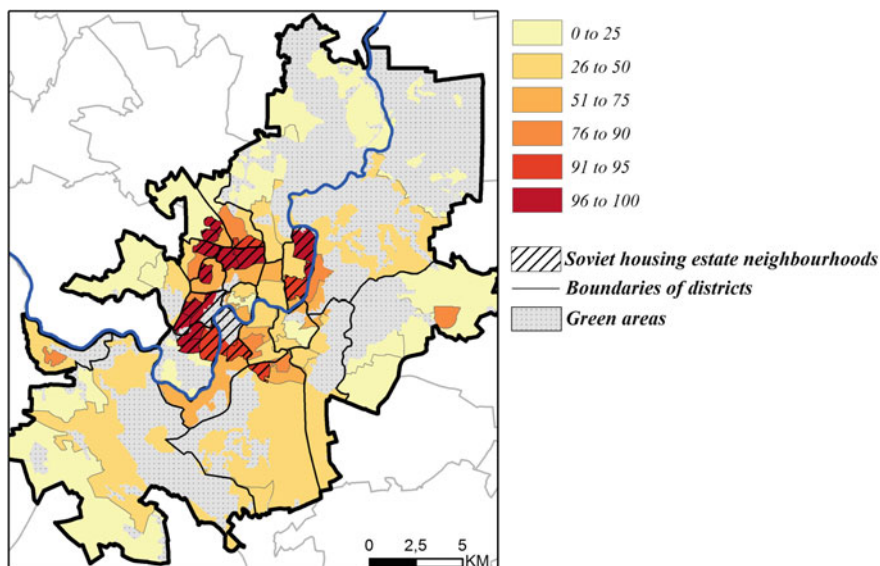 0 to 25
26 to 50
51 to 75
76 to 90
91 to 95
96 to 100
Soviet housing estate neighbourhoods
Boundaries of districts
Green areas
0 2,5 5
KM